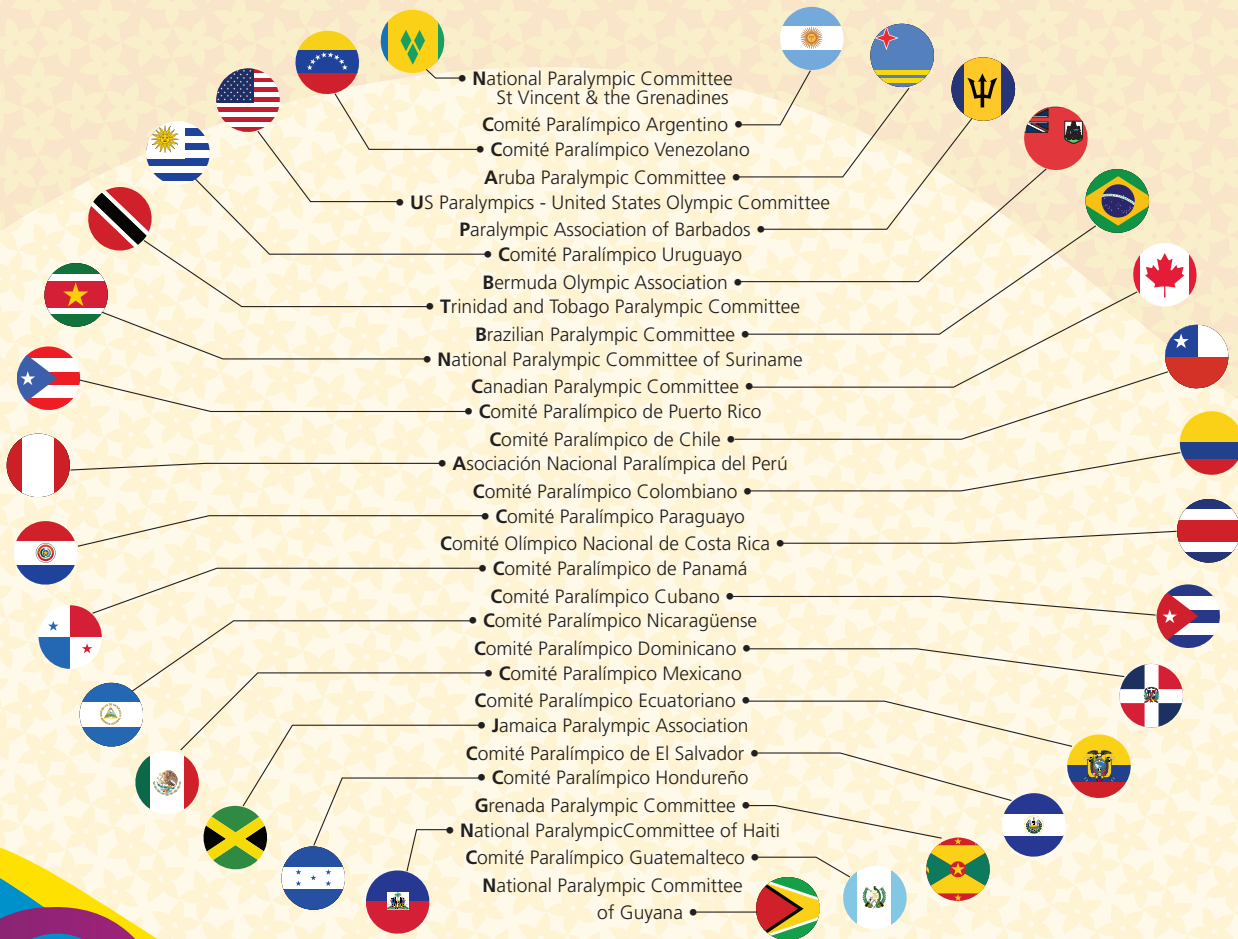 National Paralympic Committee
St Vincent & the Grenadines
Comité Paralímpico Argentino
Comité Paralímpico Venezolano
Aruba Paralympic Committee
US Paralympics - United States Olympic Committee
Paralympic Association of Barbados
Comité Paralímpico Uruguayo
Bermuda Olympic Association
Trinidad and Tobago Paralympic Committee
Brazilian Paralympic Committee
National Paralympic Committee of Suriname
Canadian Paralympic Committee
Comité Paralímpico de Puerto Rico
Comité Paralímpico de Chile
Asociación Nacional Paralímpica del Perú
Comité Paralímpico Colombiano
Comité Paralímpico Paraguayo
Comité Olímpico Nacional de Costa Rica
Comité Paralímpico de Panamá
Comité Paralímpico Cubano
Comité Paralímpico Nicaragüense
Comité Paralímpico Dominicano
Comité Paralímpico Mexicano
Comité Paralímpico Ecuatoriano
Jamaica Paralympic Association
Comité Paralímpico de El Salvador
Comité Paralímpico Hondureño
Grenada Paralympic Committee
National ParalympicCommittee of Haiti
Comité Paralímpico Guatemalteco
National Paralympic Committee
of Guyana